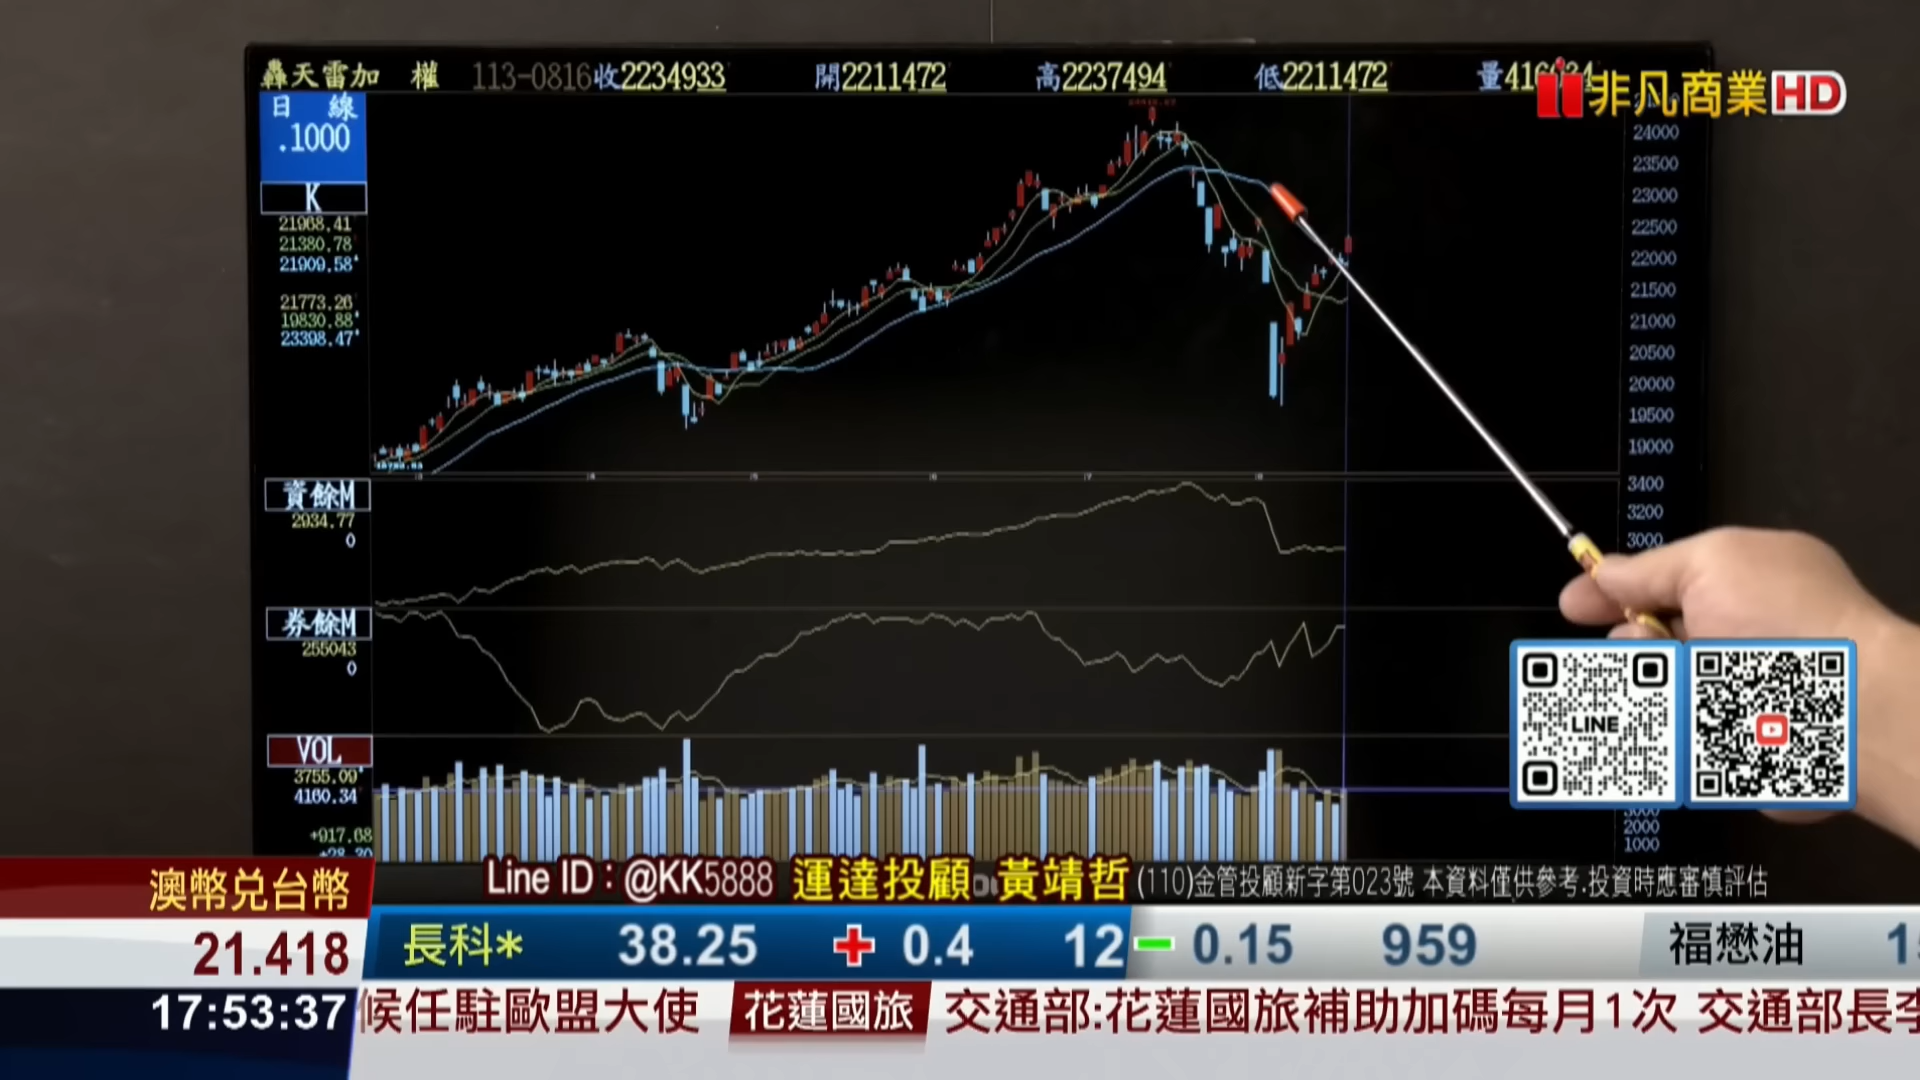 轟天雷加 權 113-0816收2234933 開2211472 高2237494 低2211472
非凡商業HD
日 線
.1000
K
21968.41
21380.78
21909.58
21773.26
19830.88
23398.47
24000
23500
23000
22500
22000
21500
21000
20500
20000
19500
19000
資餘M
2934.77
0
3400
3200
3000
券餘M
255043
0
LINE
VOL
3755.09
4160.34
+917.68
2000
1000
Line ID：@KK5888 運達投顧 黃靖哲 (110)金管投顧新字第023號 本資料僅供參考.投資時應審慎評估
澳幣兑台幣
21.418
長科* 38.25 + 0.4 12 - 0.15 959 福懋油
17:53:37
候任駐歐盟大使 花蓮國旅 交通部:花蓮國旅補助加碼每月1次 交通部長